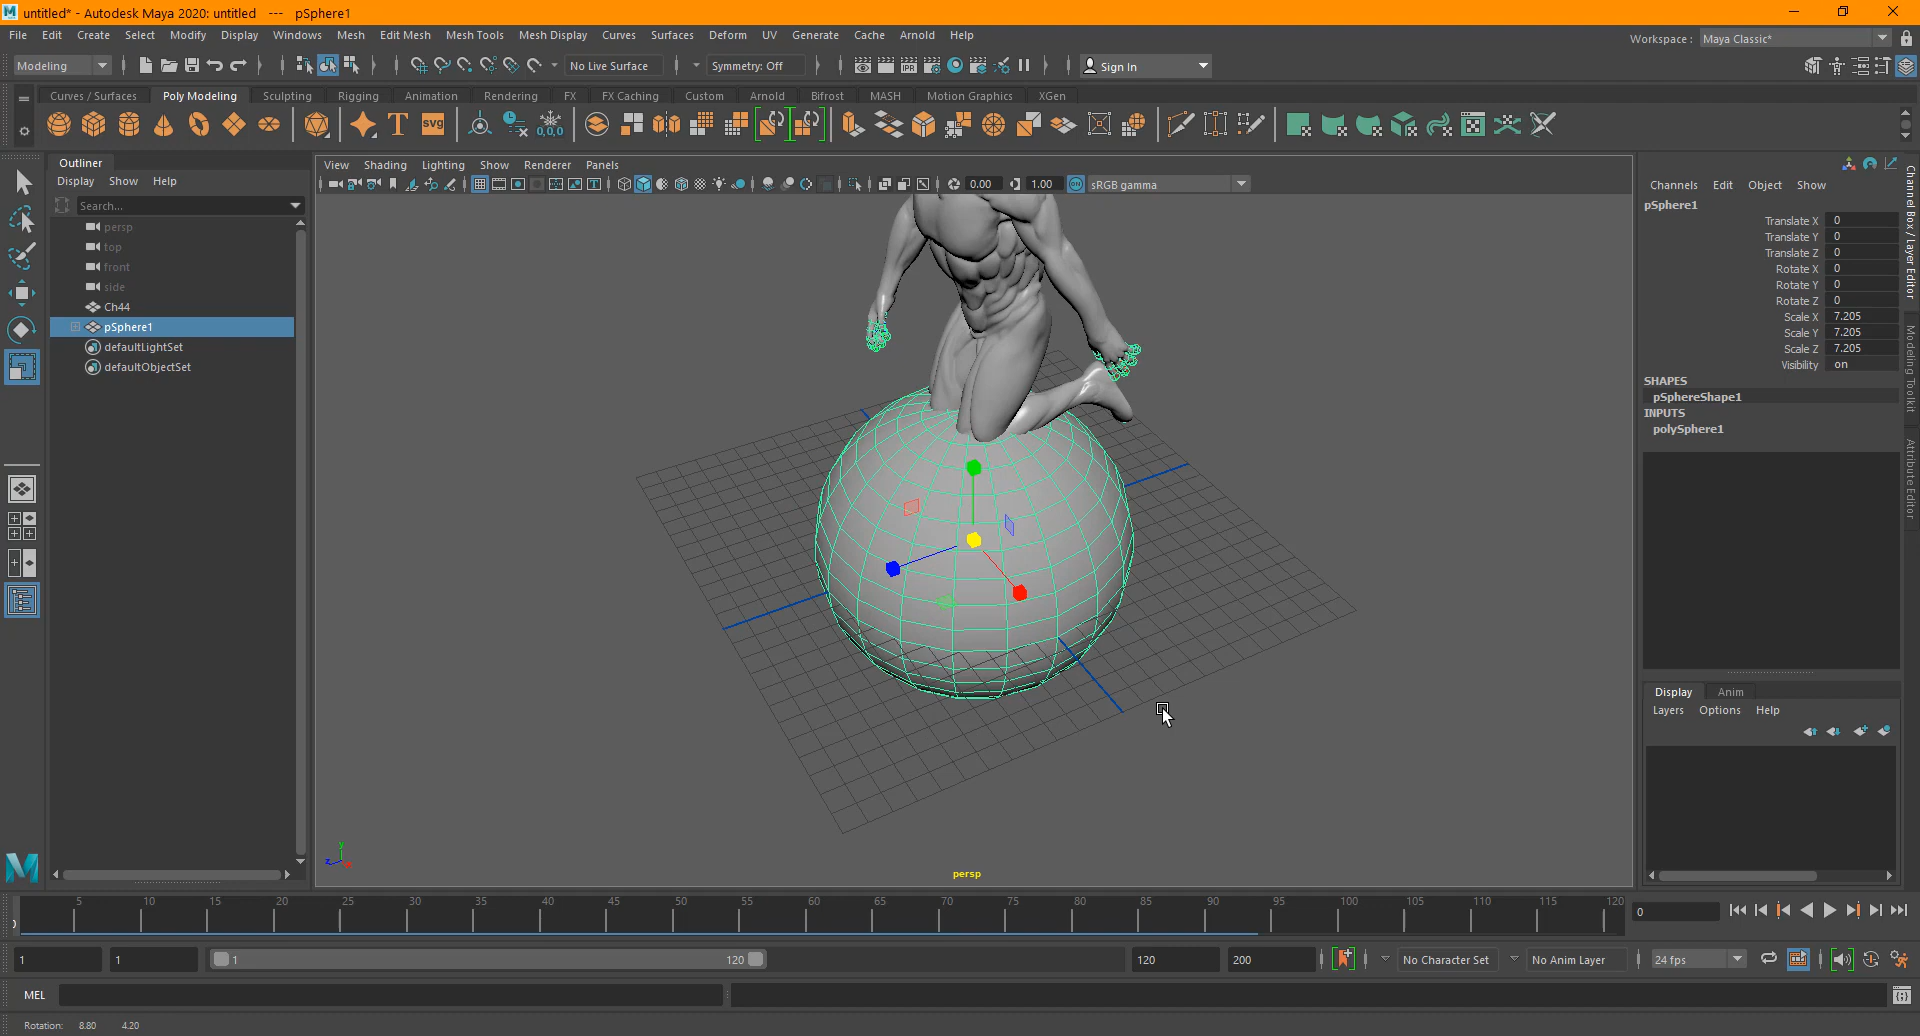 untitled* - Autodesk Maya 2020: untitled --- pSphere1
File Edit Create Select Modify Display Windows Mesh Edit Mesh Mesh Tools Mesh Display Curves Surfaces Deform UV Generate Cache Arnold Help
Workspace : Maya Classic*
Modeling No Live Surface Symmetry: Off Sign In
Curves / Surfaces Poly Modeling Sculpting Rigging Animation Rendering FX FX Caching Custom Arnold Bifrost MASH Motion Graphics XGen
T svg 0,0,0
Outliner
Display Show Help
Search...
persp
top
front
side
Ch44
pSphere1
defaultLightSet
defaultObjectSet
View Shading Lighting Show Renderer Panels
0.00 1.00 sRGB gamma
persp
y
z
Channels Edit Object Show
pSphere1
Translate X 0
Translate Y 0
Translate Z 0
Rotate X 0
Rotate Y 0
Rotate Z 0
Scale X 7.205
Scale Y 7.205
Scale Z 7.205
Visibility on
SHAPES
pSphereShape1
INPUTS
polySphere1
Channel Box / Layer Editor
Modeling Toolkit
Attribute Editor
Display Anim
Layers Options Help
5 10 15 20 25 30 35 40 45 50 55 60 65 70 75 80 85 90 95 100 105 110 115 120
0
1 1 1 120 120 200 No Character Set No Anim Layer 24 fps
MEL
Rotation: 8.80 4.20